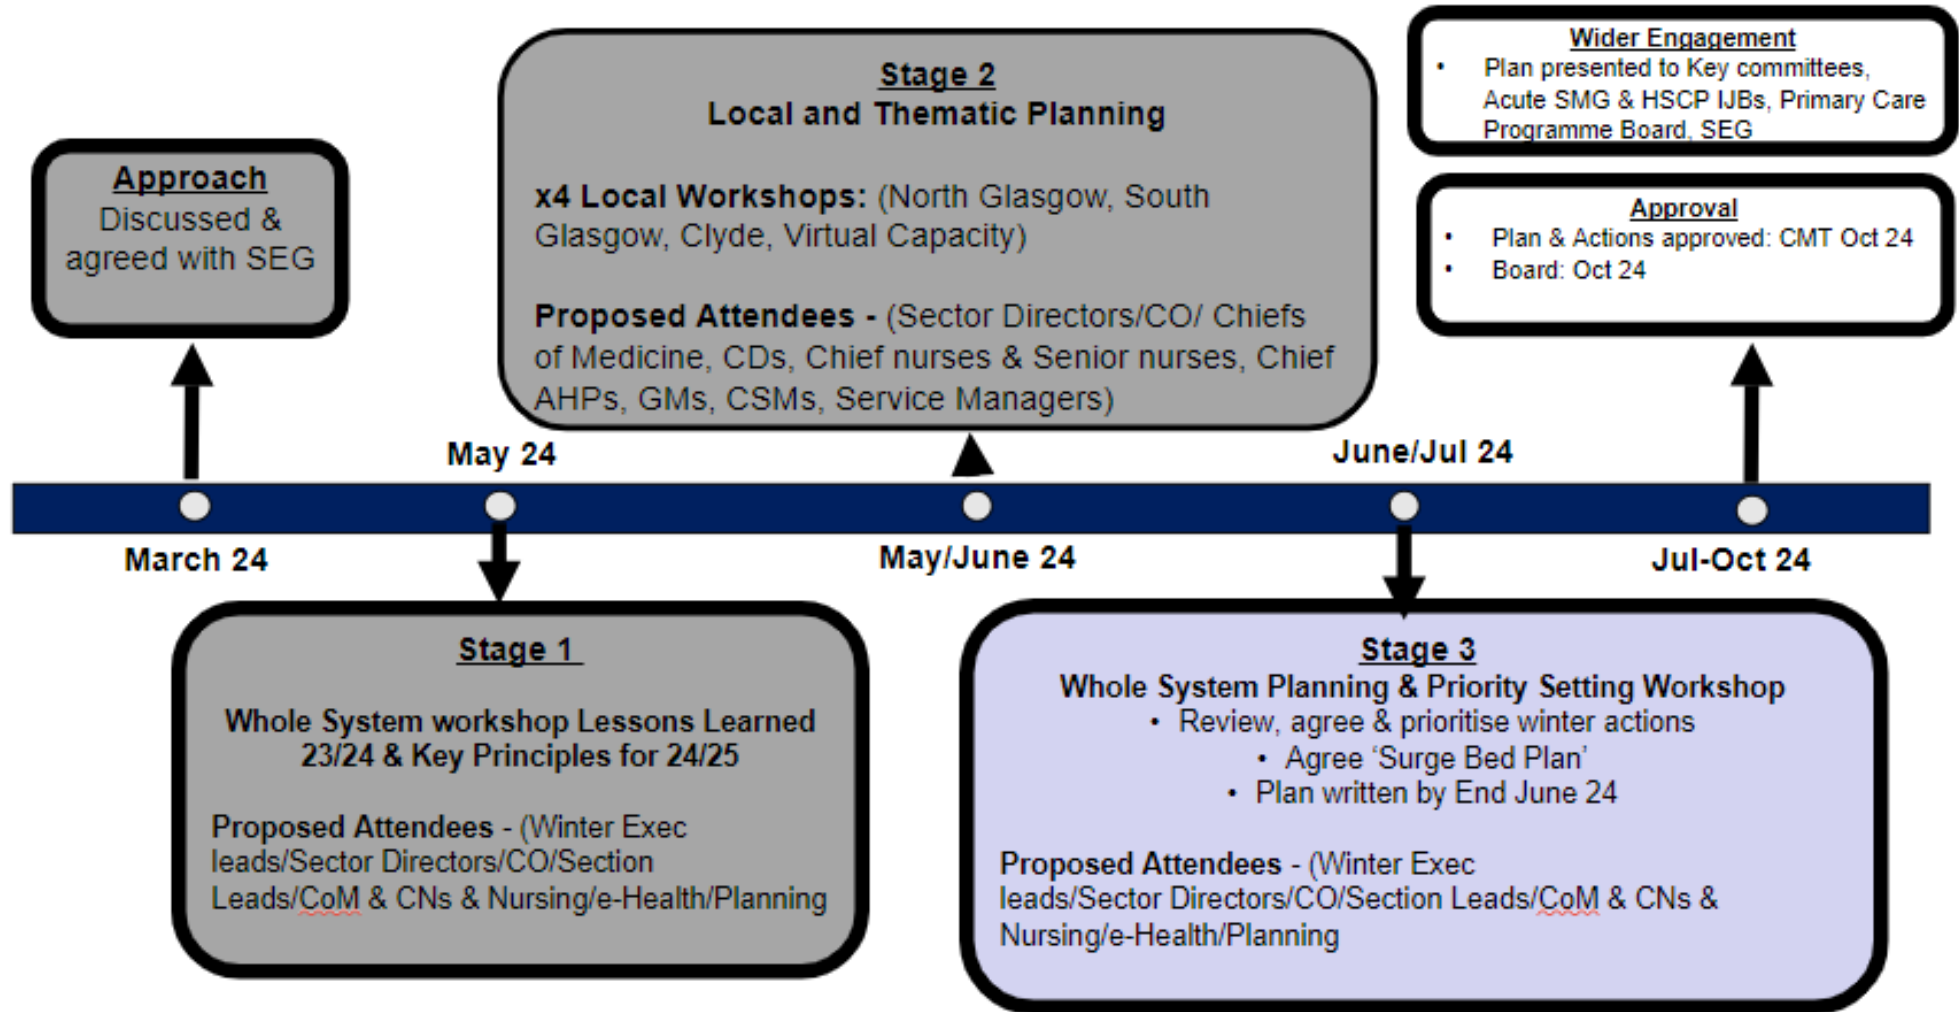 Approach
Discussed &
agreed with SEG
Stage 2
Local and Thematic Planning
x4 Local Workshops: (North Glasgow, South
Glasgow, Clyde, Virtual Capacity)
Proposed Attendees - (Sector Directors/CO/ Chiefs
of Medicine, CDs, Chief nurses & Senior nurses, Chief
AHPs, GMs, CSMs, Service Managers)
Wider Engagement
• Plan presented to Key committees,
Acute SMG & HSCP IJBs, Primary Care
Programme Board, SEG
Approval
• Plan & Actions approved: CMT Oct 24
• Board: Oct 24
May 24
June/Jul 24
March 24
May/June 24
Jul-Oct 24
Stage 1
Whole System workshop Lessons Learned
23/24 & Key Principles for 24/25
Proposed Attendees - (Winter Exec
leads/Sector Directors/CO/Section
Leads/CoM & CNs & Nursing/e-Health/Planning
Stage 3
Whole System Planning & Priority Setting Workshop
• Review, agree & prioritise winter actions
• Agree ‘Surge Bed Plan’
• Plan written by End June 24
Proposed Attendees - (Winter Exec
leads/Sector Directors/CO/Section Leads/CoM & CNs &
Nursing/e-Health/Planning